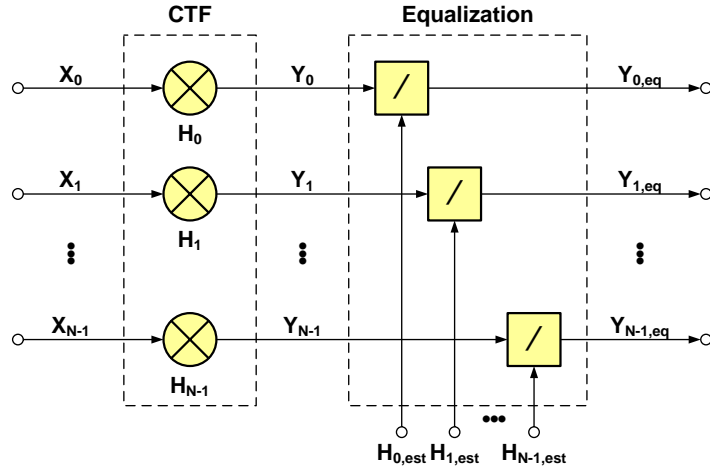 CTF Equalization
X0 Y0 / Y0,eq
H0
X1 Y1 / Y1,eq
H1
XN-1 YN-1 / YN-1,eq
HN-1
H0,est H1,est HN-1,est